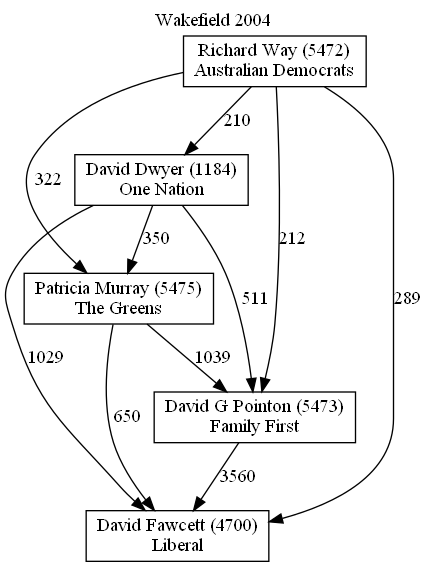 Wakefield 2004
Richard Way (5472)
Australian Democrats
210
David Dwyer (1184)
One Nation
322
350
212
Patricia Murray (5475)
The Greens
511
289
1029
1039
David G Pointon (5473)
Family First
650
3560
David Fawcett (4700)
Liberal